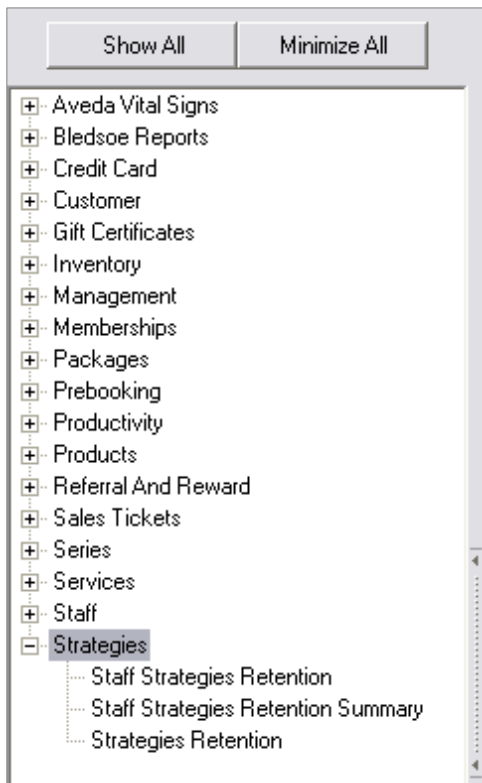 Show All Minimize All
Aveda Vital Signs
Bledsoe Reports
Credit Card
Customer
Gift Certificates
Inventory
Management
Memberships
Packages
Prebooking
Productivity
Products
Referral And Reward
Sales Tickets
Series
Services
Staff
Strategies
Staff Strategies Retention
Staff Strategies Retention Summary
Strategies Retention